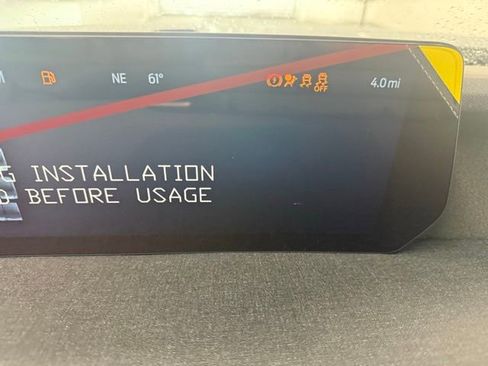 NE 61° OFF 4.0 mi
G INSTALLATION
BEFORE USAGE